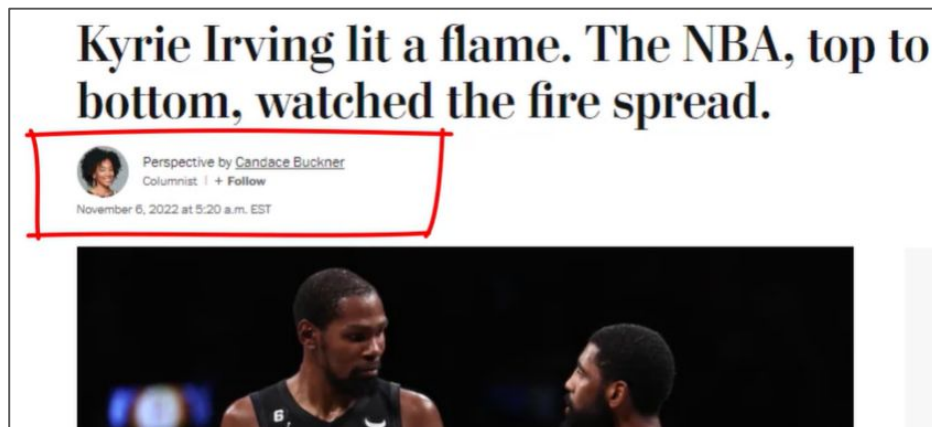 Kyrie Irving lit a flame. The NBA, top to
bottom, watched the fire spread.
Perspective by Candace Buckner
Columnist | + Follow
November 6, 2022 at 5:20 a.m. EST
6